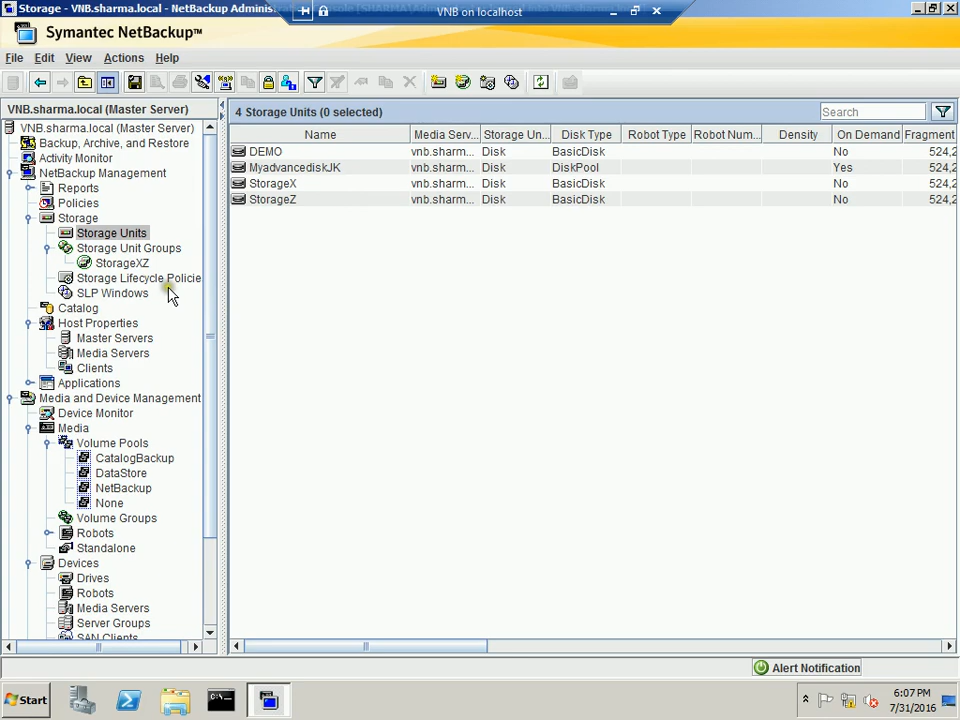 Storage - VNB.sharma.local - NetBackup Adminis
VNB on localhost
Symantec NetBackup™
File Edit View Actions Help
VNB.sharma.local (Master Server)
4 Storage Units (0 selected)
Search
VNB.sharma.local (Master Server)
Backup, Archive, and Restore
Activity Monitor
NetBackup Management
Reports
Policies
Storage
Storage Units
Storage Unit Groups
StorageXZ
Storage Lifecycle Policie
SLP Windows
Catalog
Host Properties
Master Servers
Media Servers
Clients
Applications
Media and Device Management
Device Monitor
Media
Volume Pools
CatalogBackup
DataStore
NetBackup
None
Volume Groups
Robots
Standalone
Devices
Drives
Robots
Media Servers
Server Groups
SAN Clients
Name Media Serv... Storage Un... Disk Type Robot Type Robot Num... Density On Demand Fragment
DEMO vnb.sharm... Disk BasicDisk No 524,2
MyadvancediskJK vnb.sharm... Disk DiskPool Yes 524,2
StorageX vnb.sharm... Disk BasicDisk No 524,2
StorageZ vnb.sharm... Disk BasicDisk No 524,2
Alert Notification
Start
6:07 PM
7/31/2016